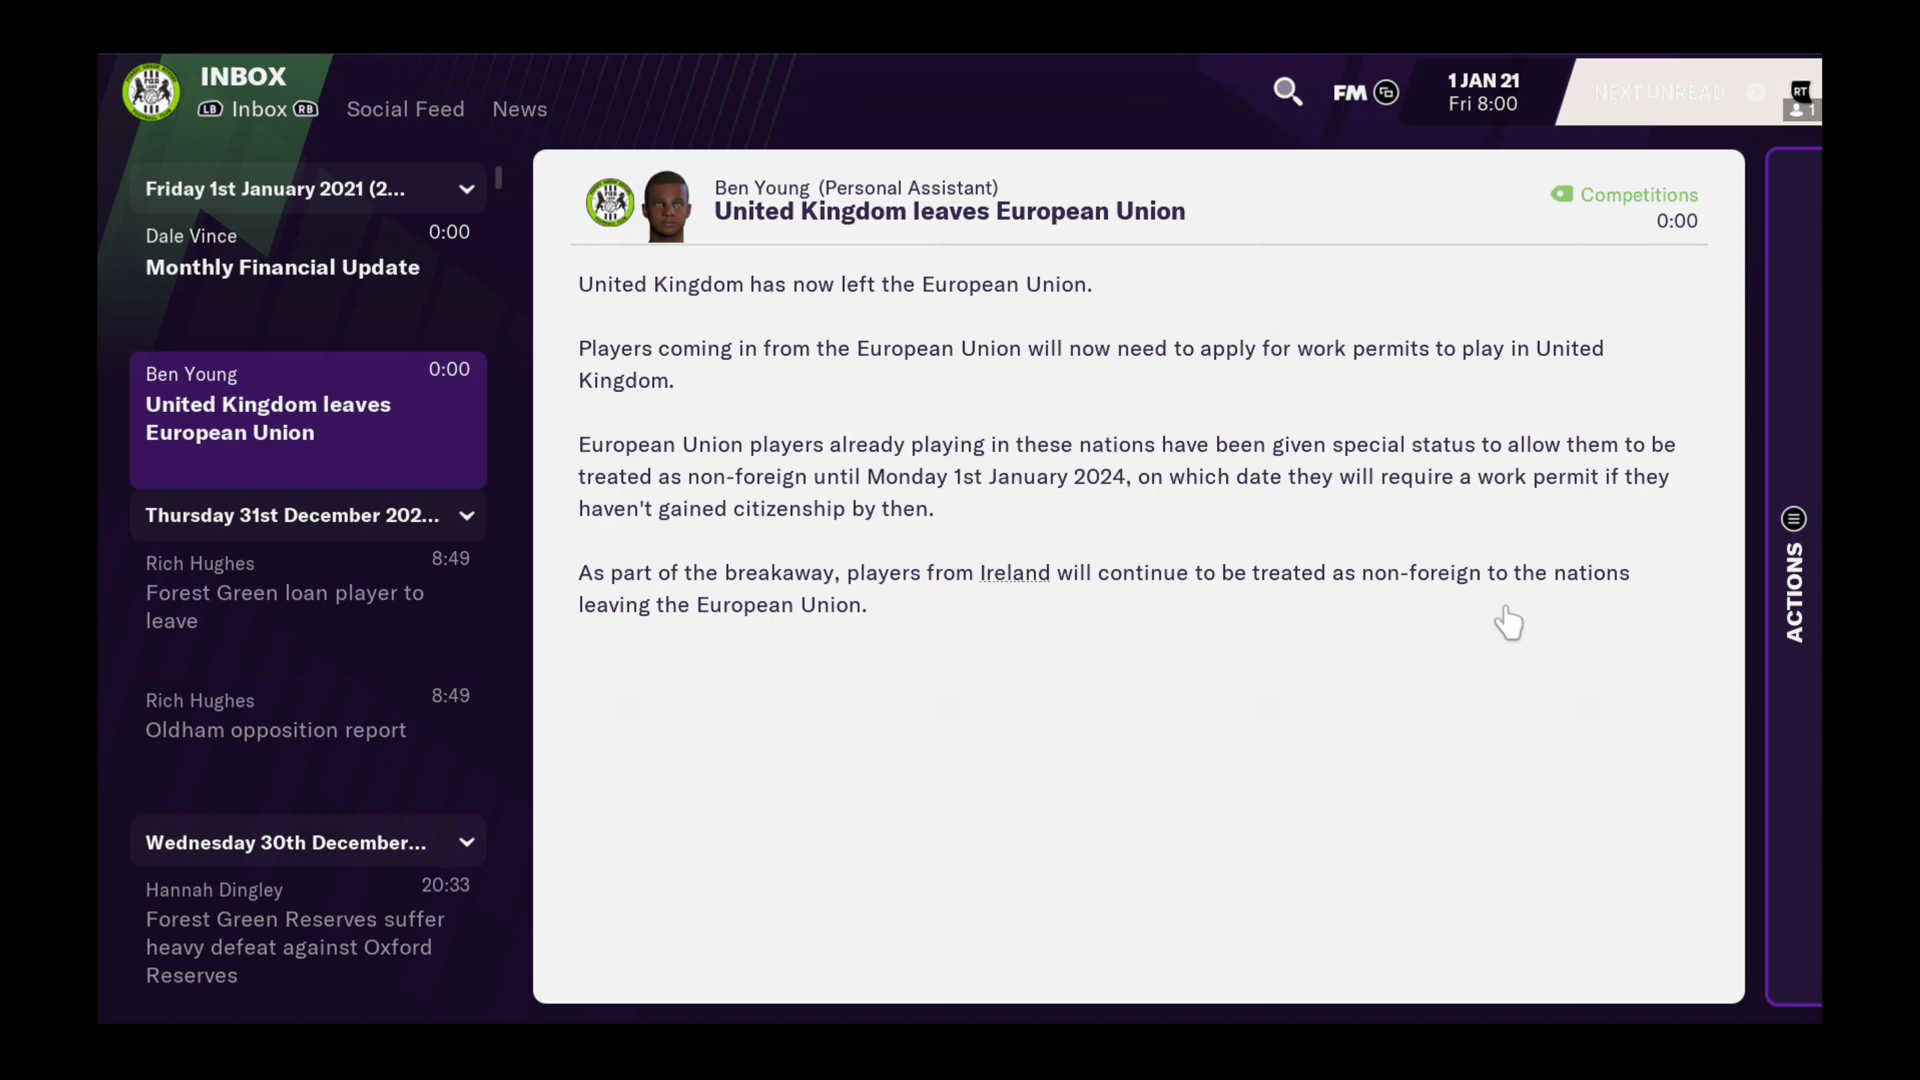 INBOX
LB Inbox RB Social Feed News
FM
1 JAN 21
Fri 8:00
NEXT UNREAD
RT
1
Friday 1st January 2021 (2...
Dale Vince 0:00
Monthly Financial Update
Ben Young 0:00
United Kingdom leaves
European Union
Thursday 31st December 202...
Rich Hughes 8:49
Forest Green loan player to
leave
Rich Hughes 8:49
Oldham opposition report
Wednesday 30th December...
Hannah Dingley 20:33
Forest Green Reserves suffer
heavy defeat against Oxford
Reserves
Ben Young (Personal Assistant)
United Kingdom leaves European Union
Competitions
0:00
United Kingdom has now left the European Union.
Players coming in from the European Union will now need to apply for work permits to play in United
Kingdom.
European Union players already playing in these nations have been given special status to allow them to be
treated as non-foreign until Monday 1st January 2024, on which date they will require a work permit if they
haven't gained citizenship by then.
As part of the breakaway, players from Ireland will continue to be treated as non-foreign to the nations
leaving the European Union.
ACTIONS